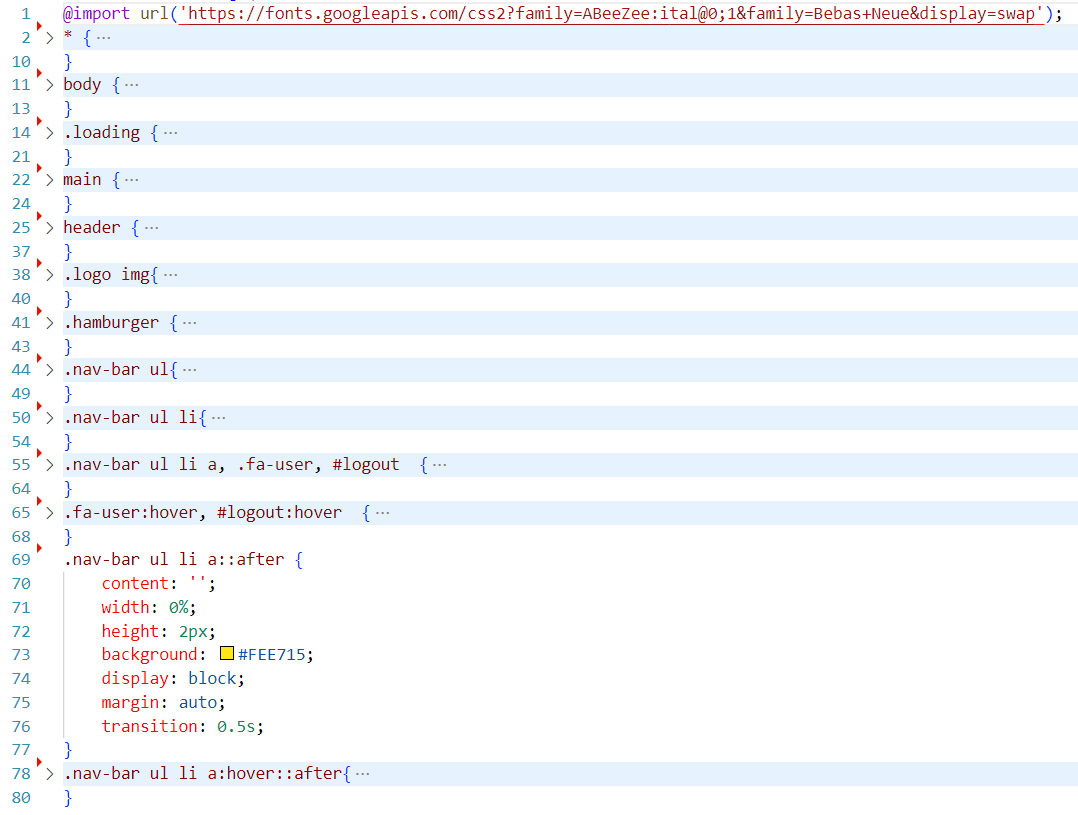 1 @import url('https://fonts.googleapis.com/css2?family=ABeeZee:ital@0;1&family=Bebas+Neue&display=swap');
2 * { ···
10 }
11 body { ···
13 }
14 .loading { ···
21 }
22 main { ···
24 }
25 header { ···
37 }
38 .logo img{ ···
40 }
41 .hamburger { ···
43 }
44 .nav-bar ul{ ···
49 }
50 .nav-bar ul li{ ···
54 }
55 .nav-bar ul li a, .fa-user, #logout  { ···
64 }
65 .fa-user:hover, #logout:hover  { ···
68 }
69 .nav-bar ul li a::after {
70     content: '';
71     width: 0%;
72     height: 2px;
73     background: #FEE715;
74     display: block;
75     margin: auto;
76     transition: 0.5s;
77 }
78 .nav-bar ul li a:hover::after{ ···
80 }